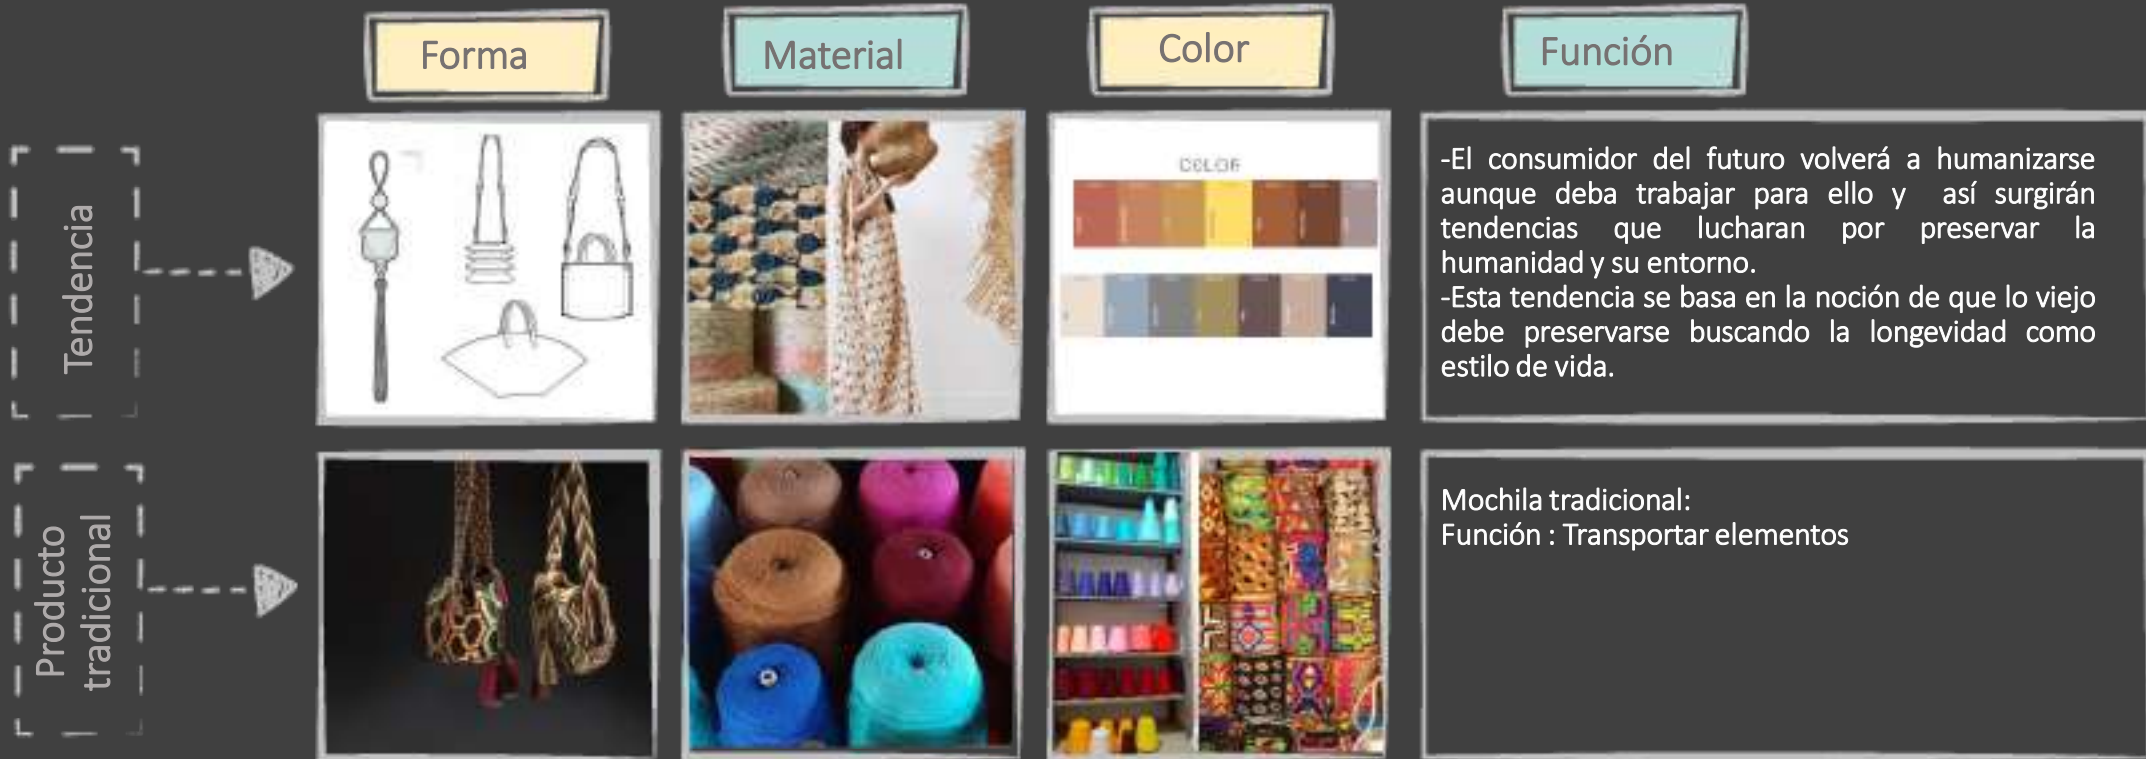 Forma
Material
Color
Función
Tendencia
COLOR
-El consumidor del futuro volverá a humanizarse
aunque deba trabajar para ello y así surgirán
tendencias que lucharan por preservar la
humanidad y su entorno.
-Esta tendencia se basa en la noción de que lo viejo
debe preservarse buscando la longevidad como
estilo de vida.
Producto
tradicional
Mochila tradicional:
Función : Transportar elementos